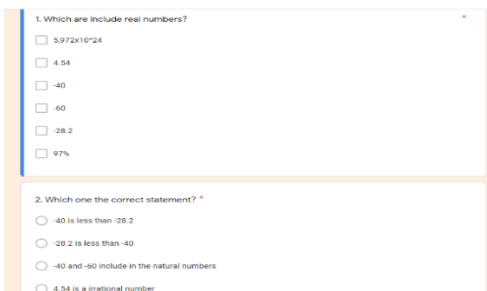 1. Which are include real numbers? *
5,972x10^24
4.54
-40
-60
-28.2
97%
2. Which one the correct statement? *
-40 is less than -28.2
-28.2 is less than -40
-40 and -60 include in the natural numbers
4.54 is a irrational number